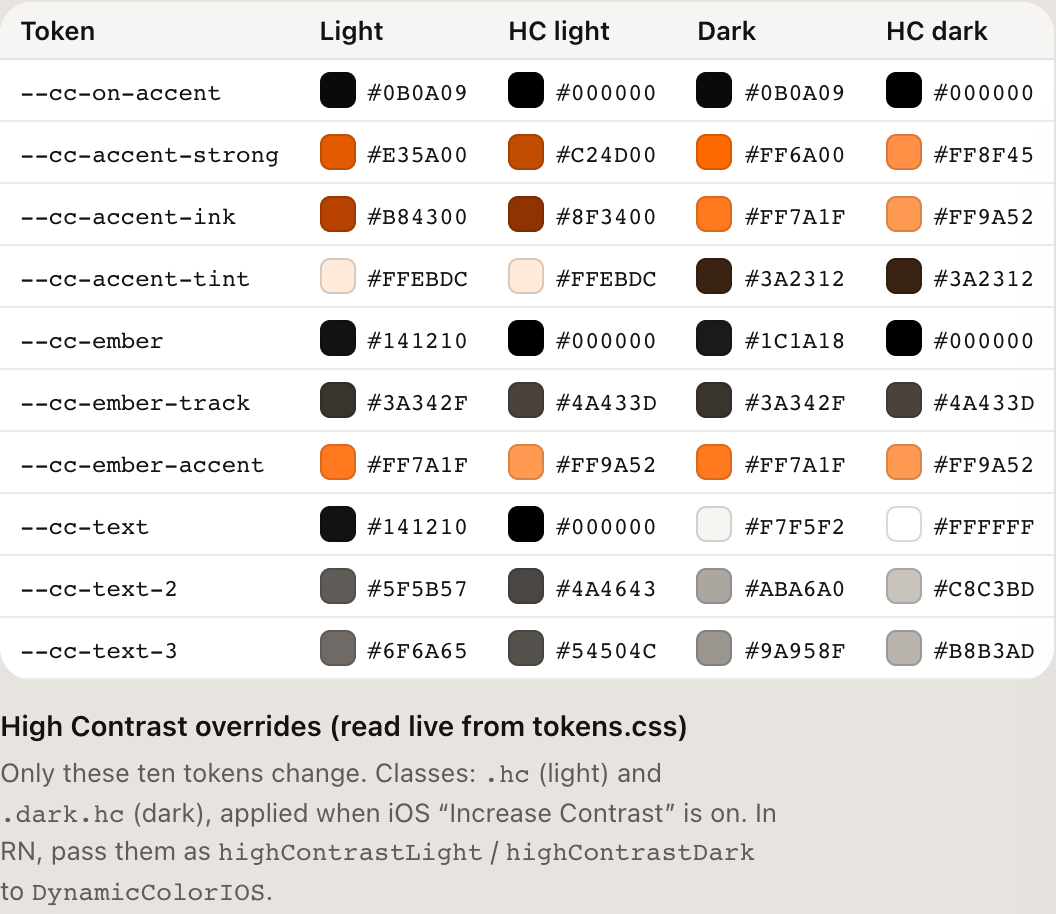 Token Light HC light Dark HC dark
--cc-on-accent #0B0A09 #000000 #0B0A09 #000000
--cc-accent-strong #E35A00 #C24D00 #FF6A00 #FF8F45
--cc-accent-ink #B84300 #8F3400 #FF7A1F #FF9A52
--cc-accent-tint #FFEBDC #FFEBDC #3A2312 #3A2312
--cc-ember #141210 #000000 #1C1A18 #000000
--cc-ember-track #3A342F #4A433D #3A342F #4A433D
--cc-ember-accent #FF7A1F #FF9A52 #FF7A1F #FF9A52
--cc-text #141210 #000000 #F7F5F2 #FFFFFF
--cc-text-2 #5F5B57 #4A4643 #ABA6A0 #C8C3BD
--cc-text-3 #6F6A65 #54504C #9A958F #B8B3AD
High Contrast overrides (read live from tokens.css)
Only these ten tokens change. Classes: .hc (light) and
.dark.hc (dark), applied when iOS “Increase Contrast” is on. In
RN, pass them as highContrastLight / highContrastDark
to DynamicColorIOS.